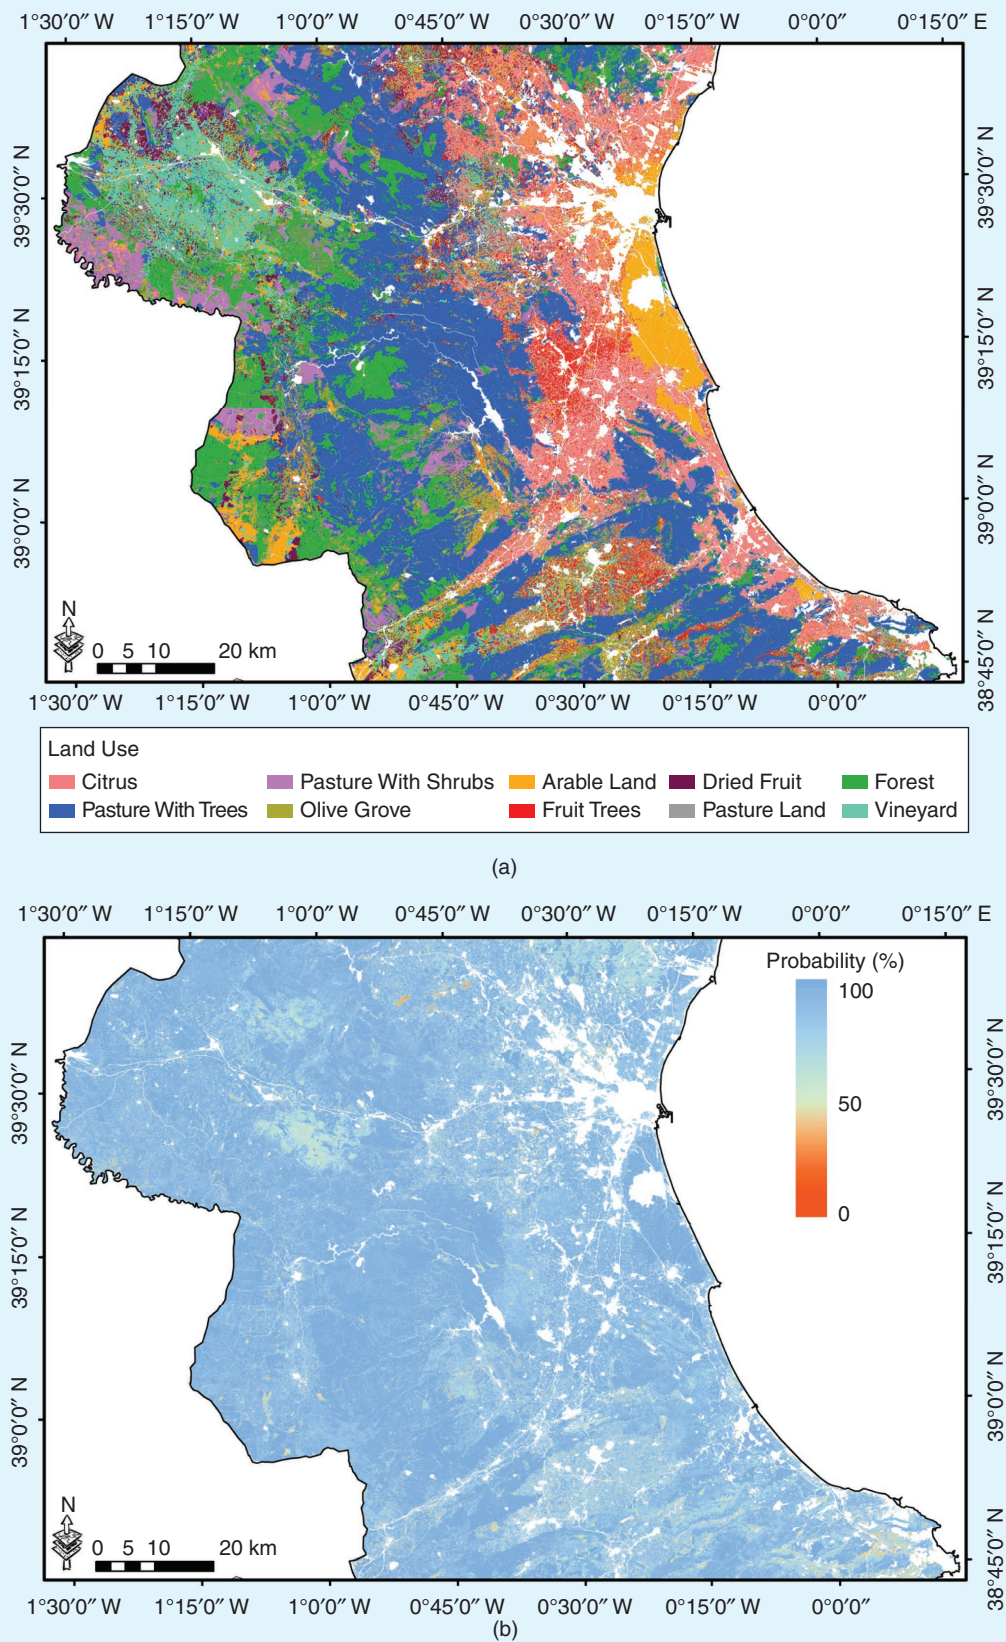 1°30′0″ W 1°15′0″ W 1°0′0″ W 0°45′0″ W 0°30′0″ W 0°15′0″ W 0°0′0″ 0°15′0″ E
39°30′0″ N
39°15′0″ N
39°0′0″ N
39°30′0″ N
39°15′0″ N
39°0′0″ N
38°45′0″ N
N
0 5 10 20 km
1°30′0″ W 1°15′0″ W 1°0′0″ W 0°45′0″ W 0°30′0″ W 0°15′0″ W 0°0′0″
Land Use
Citrus Pasture With Shrubs Arable Land Dried Fruit Forest
Pasture With Trees Olive Grove Fruit Trees Pasture Land Vineyard
(a)
1°30′0″ W 1°15′0″ W 1°0′0″ W 0°45′0″ W 0°30′0″ W 0°15′0″ W 0°0′0″ 0°15′0″ E
Probability (%)
100
50
0
39°30′0″ N
39°15′0″ N
39°0′0″ N
39°30′0″ N
39°15′0″ N
39°0′0″ N
38°45′0″ N
N
0 5 10 20 km
1°30′0″ W 1°15′0″ W 1°0′0″ W 0°45′0″ W 0°30′0″ W 0°15′0″ W 0°0′0″
(b)